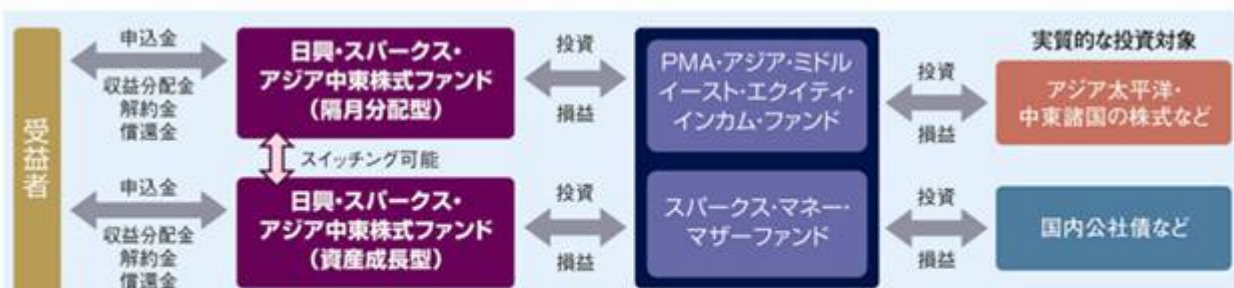 受益者
申込金
収益分配金
解約金
償還金
日興・スパークス・
アジア中東株式ファンド
（隔月分配型）
スイッチング可能
申込金
収益分配金
解約金
償還金
日興・スパークス・
アジア中東株式ファンド
（資産成長型）
投資
損益
投資
損益
PMA・アジア・ミドル
イースト・エクイティ・
インカム・ファンド
スパークス・マネー・
マザーファンド
投資
損益
投資
損益
実質的な投資対象
アジア太平洋・
中東諸国の株式など
国内公社債など